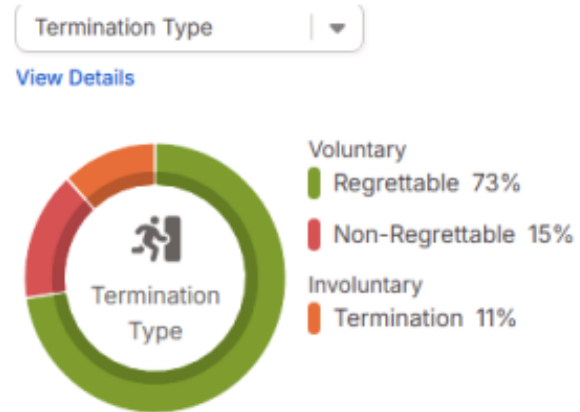 Termination Type
View Details
Termination
Type
Voluntary
Regrettable 73%
Non-Regrettable 15%
Involuntary
Termination 11%